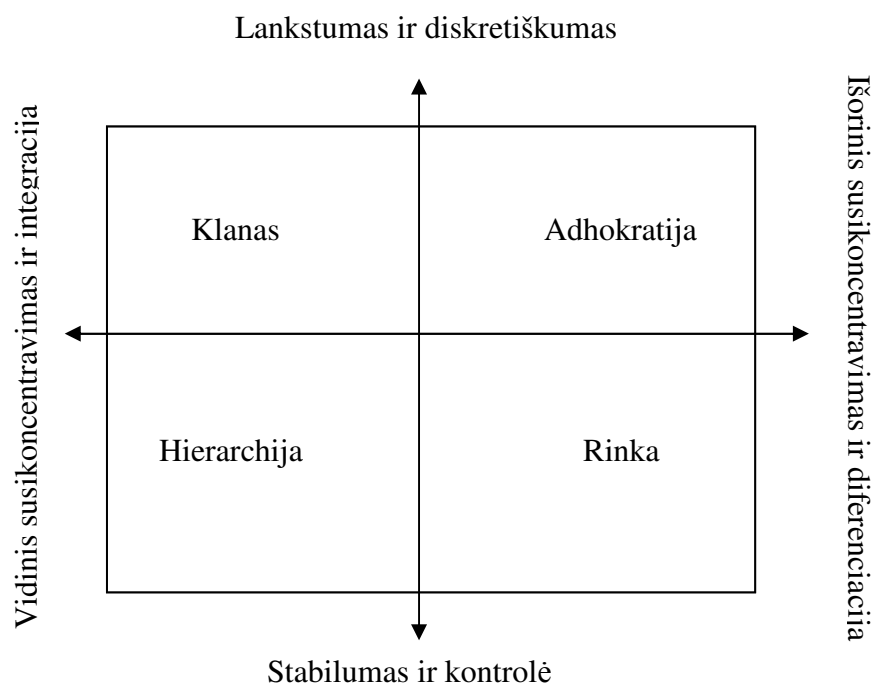 Lankstumas ir diskretiškumas
Vidinis susikoncentravimas ir integracija
Išorinis susikoncentravimas ir diferenciacija
Klanas
Adhokratija
Hierarchija
Rinka
Stabilumas ir kontrolė